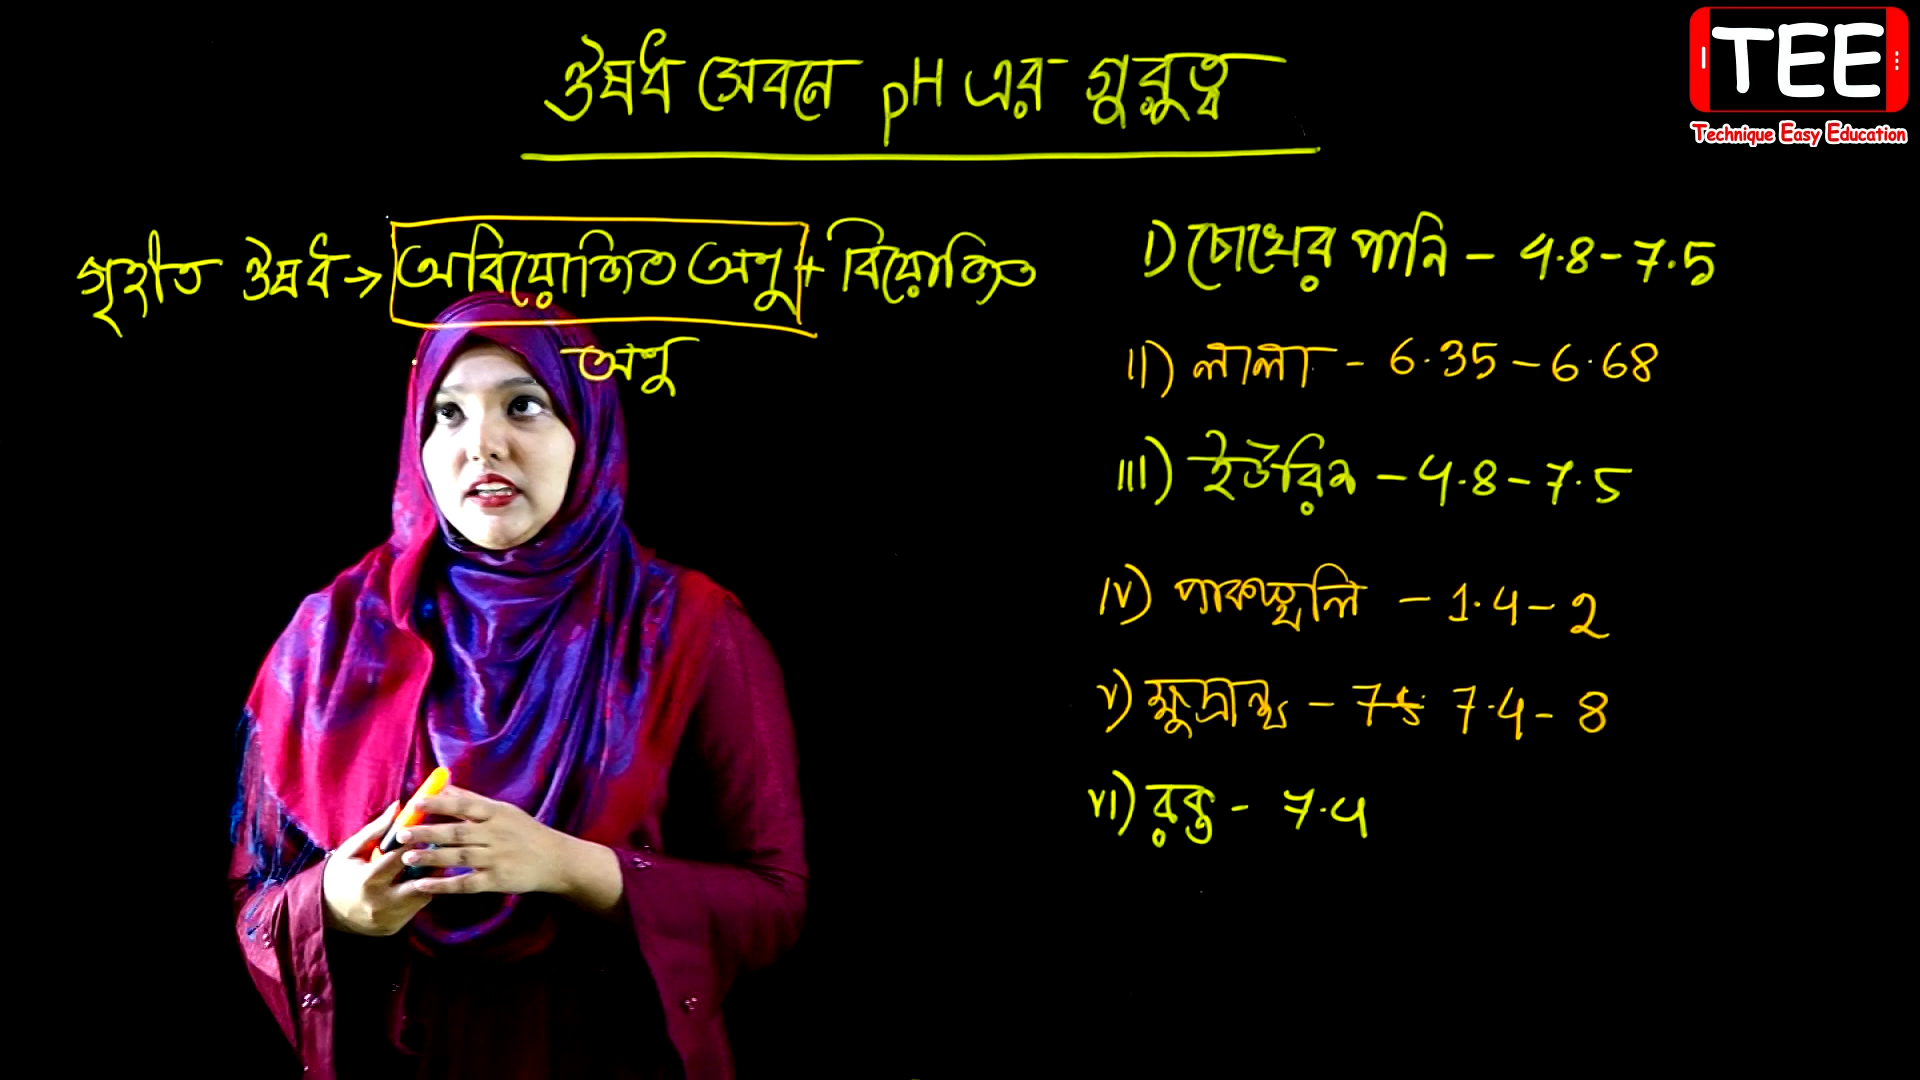 ঔষধ সেবনে pH এর গুরুত্ব
TEE
Technique Easy Education
গৃহীত ঔষধ → অবিয়োজিত অনু + বিয়োজিত
অনু
i) চোখের পানি - 4.8 - 7.5
ii) লালা - 6.35 - 6.68
iii) ইউরিন - 4.8 - 7.5
iv) পাকস্থলি - 1.4 - 2
v) ক্ষুদ্রান্ত্র - 7.4 - 8
vi) রক্ত - 7.4